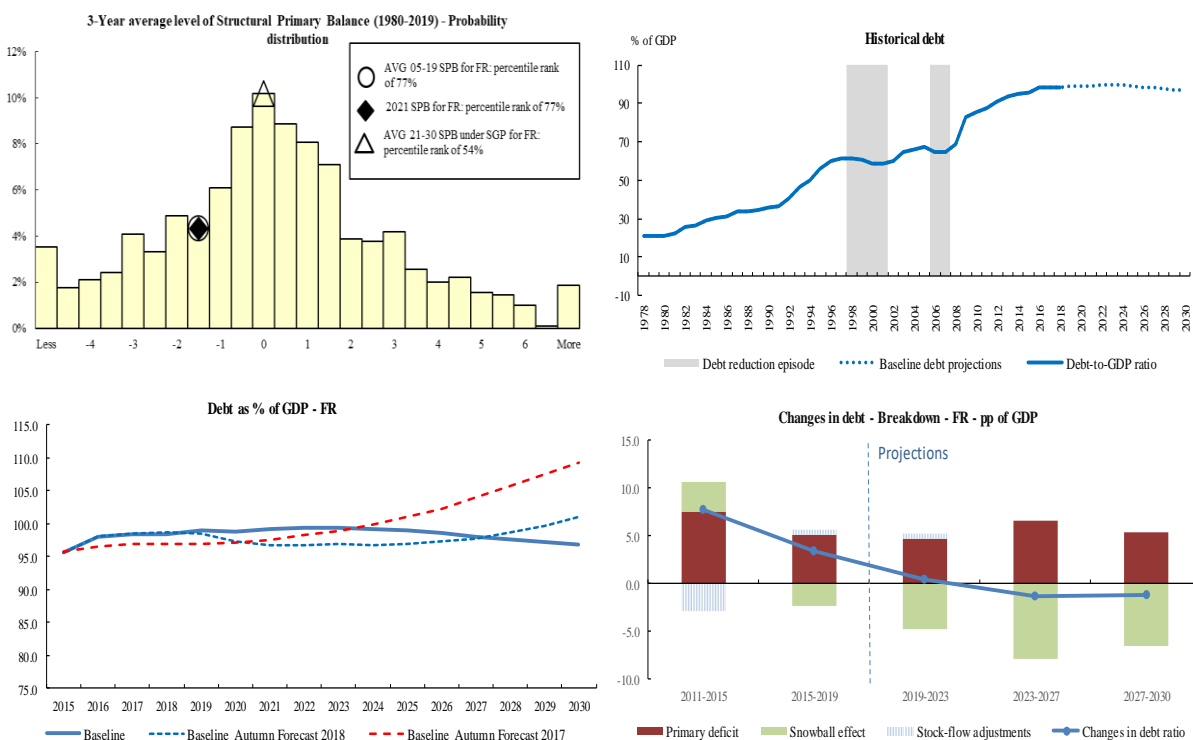 3-Year average level of Structural Primary Balance (1980-2019) - Probability
distribution
12%
10%
8%
6%
4%
2%
0%
AVG 05-19 SPB for FR: percentile rank
of 77%
2021 SPB for FR: percentile rank of 77%
AVG 21-30 SPB under SGP for FR:
percentile rank of 54%
Less -4 -3 -2 -1 0 1 2 3 4 5 6 More
Historical debt
% of GDP
110
90
70
50
30
10
-10
1978 1980 1982 1984 1986 1988 1990 1992 1994 1996 1998 2000 2002 2004 2006 2008 2010 2012 2014 2016 2018 2020 2022 2024 2026 2028 2030
Debt reduction episode Baseline debt projections Debt-to-GDP ratio
Debt as % of GDP - FR
115.0
110.0
105.0
100.0
95.0
90.0
85.0
80.0
75.0
2015 2016 2017 2018 2019 2020 2021 2022 2023 2024 2025 2026 2027 2028 2029 2030
Baseline Baseline Autumn Forecast 2018 Baseline Autumn Forecast 2017
Changes in debt - Breakdown - FR - pp of GDP
15.0
10.0
5.0
0.0
-5.0
-10.0
Projections
2011-2015 2015-2019 2019-2023 2023-2027 2027-2030
Primary deficit Snowball effect Stock-flow adjustments Changes in debt ratio